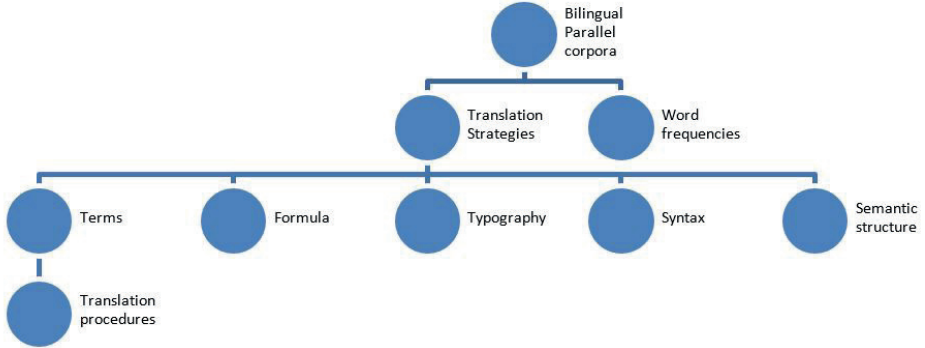 Bilingual
Parallel
corpora
Translation
Strategies
Word
frequencies
Terms
Formula
Typography
Syntax
Semantic
structure
Translation
procedures